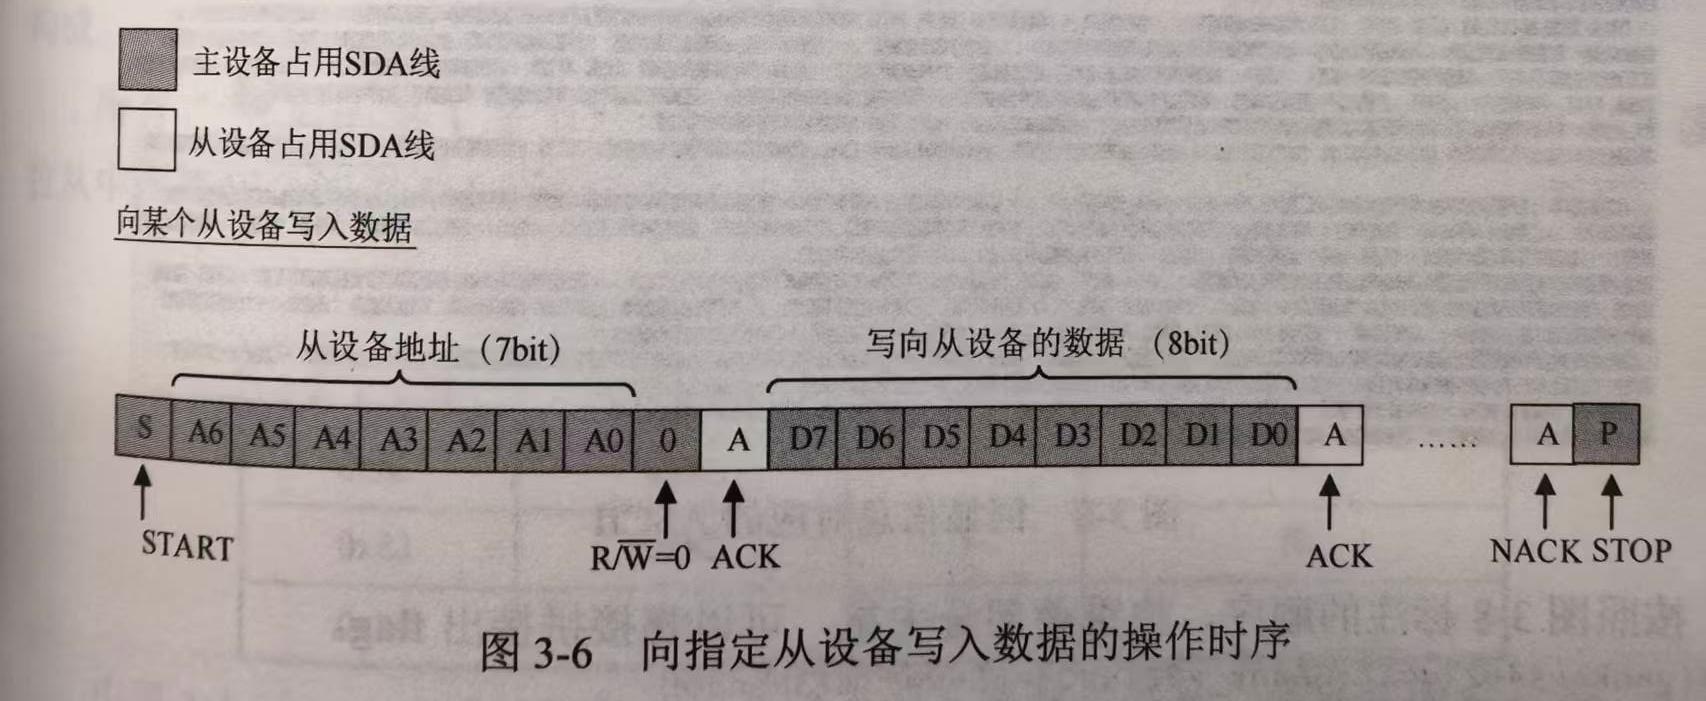 主设备占用SDA线
从设备占用SDA线
向某个从设备写入数据
从设备地址（7bit） 写向从设备的数据 （8bit）
S A6 A5 A4 A3 A2 A1 A0 0 A D7 D6 D5 D4 D3 D2 D1 D0 A …… A P
START R/W̅=0 ACK ACK NACK STOP
图 3-6 向指定从设备写入数据的操作时序